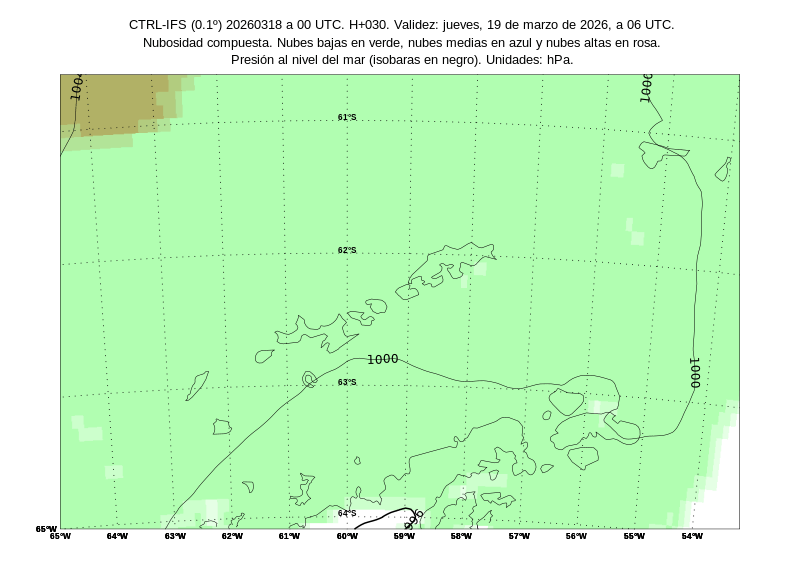 CTRL-IFS (0.1º) 20260318 a 00 UTC. H+030. Validez: jueves, 19 de marzo de 2026, a 06 UTC.
Nubosidad compuesta. Nubes bajas en verde, nubes medias en azul y nubes altas en rosa.
Presión al nivel del mar (isobaras en negro). Unidades: hPa.
1004
1000
61°S
62°S
1000
1000
63°S
64°S
996
65°W
65°W 64°W 63°W 62°W 61°W 60°W 59°W 58°W 57°W 56°W 55°W 54°W